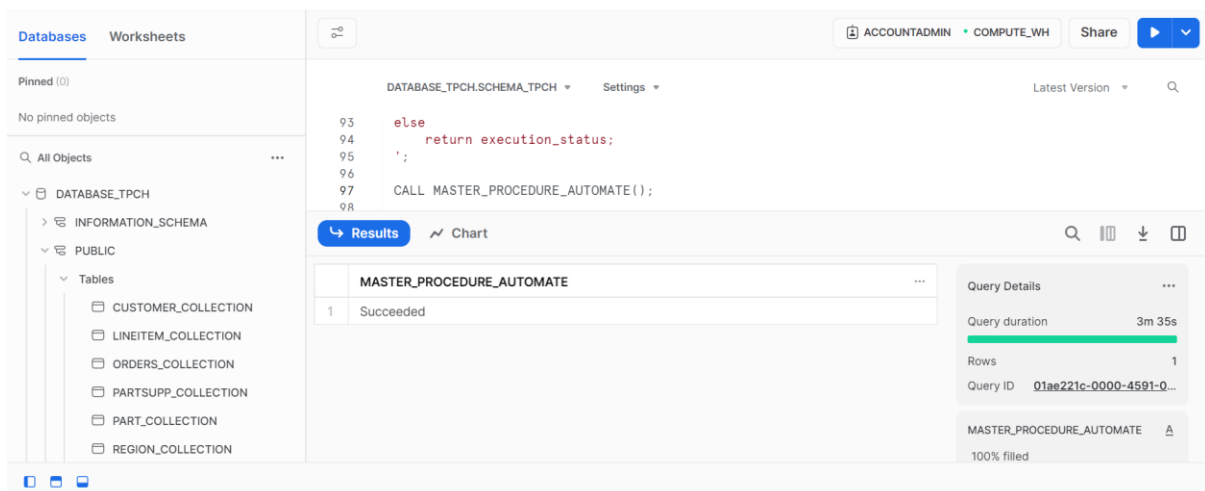 Databases Worksheets
ACCOUNTADMIN COMPUTE_WH Share
Pinned (0)
No pinned objects
All Objects ...
DATABASE_TPCH
INFORMATION_SCHEMA
PUBLIC
Tables
CUSTOMER_COLLECTION
LINEITEM_COLLECTION
ORDERS_COLLECTION
PARTSUPP_COLLECTION
PART_COLLECTION
REGION_COLLECTION
DATABASE_TPCH.SCHEMA_TPCH Settings Latest Version
93 else
94 return execution_status;
95 ';
96
97 CALL MASTER_PROCEDURE_AUTOMATE();
98
Results Chart
MASTER_PROCEDURE_AUTOMATE ...
1 Succeeded
Query Details ...
Query duration 3m 35s
Rows 1
Query ID 01ae221c-0000-4591-0...
MASTER_PROCEDURE_AUTOMATE A
100% filled